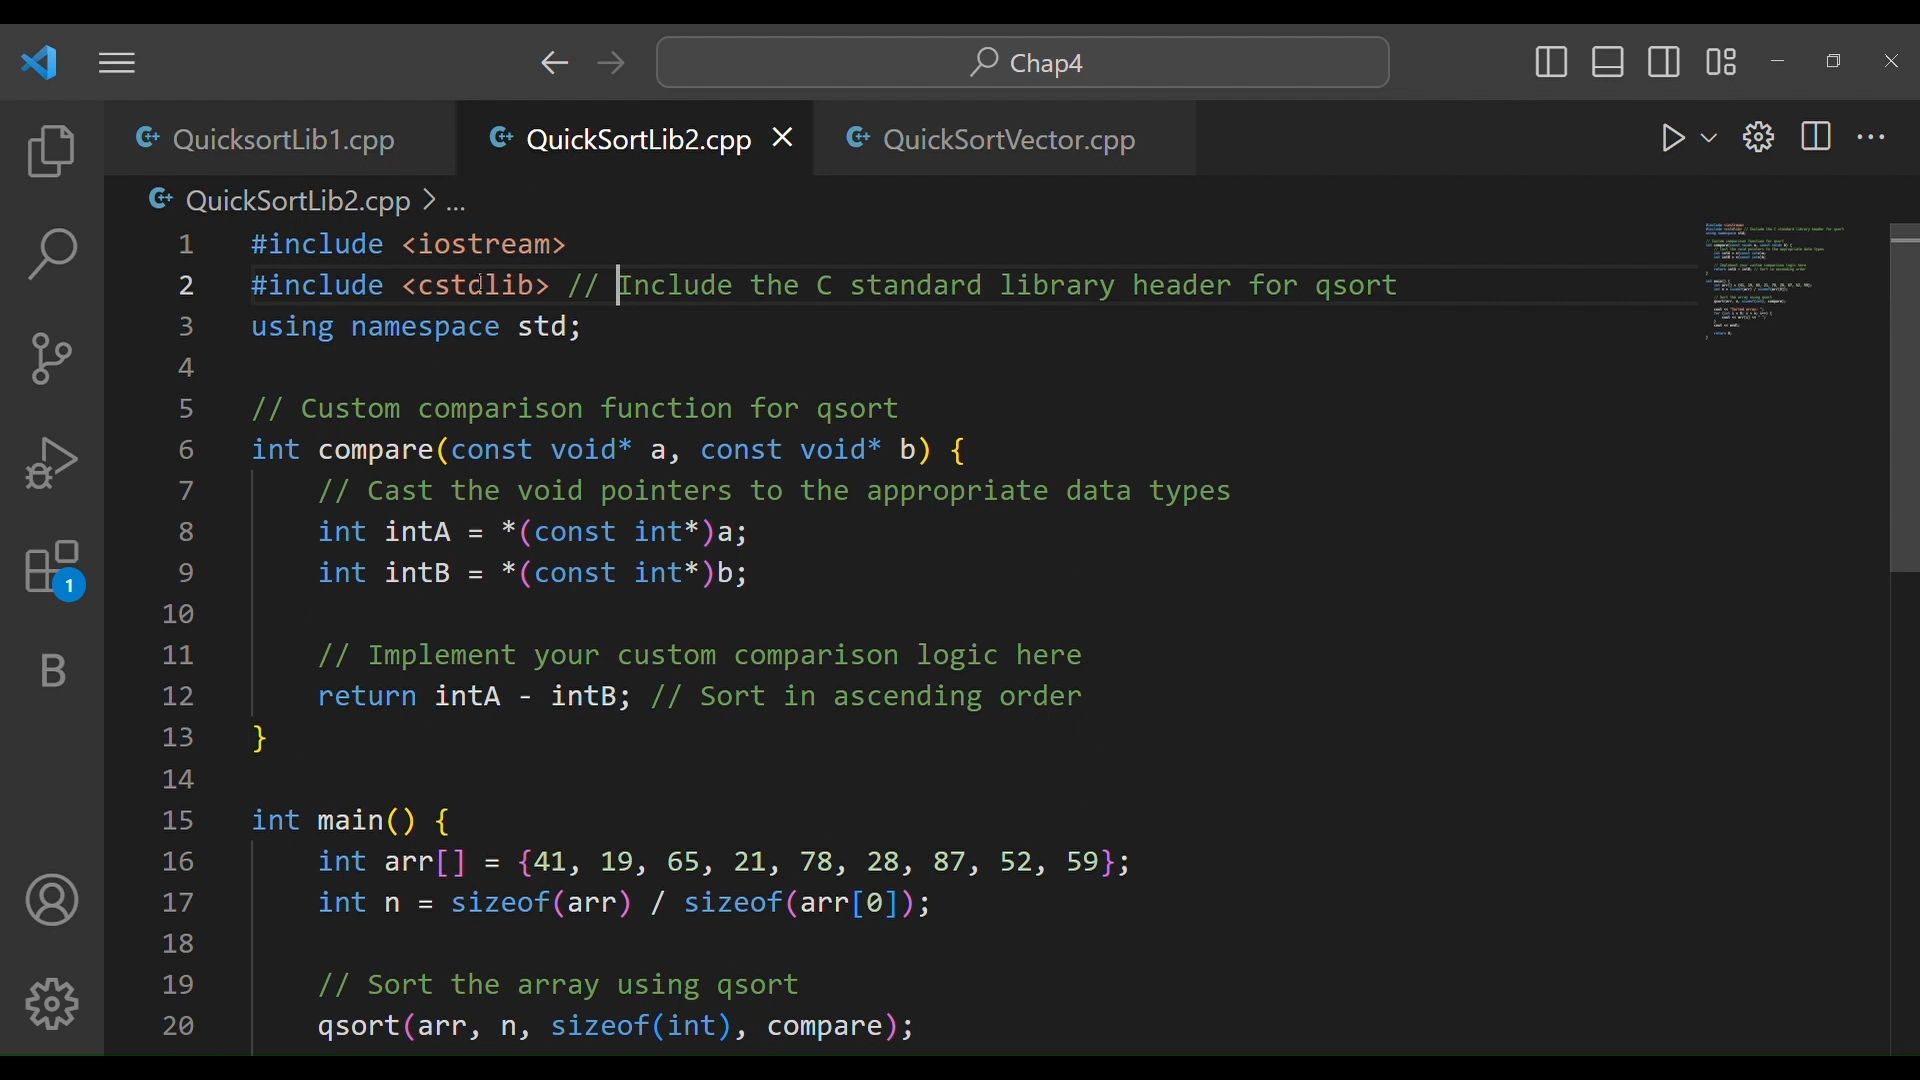 Chap4
QuicksortLib1.cpp
QuickSortLib2.cpp
QuickSortVector.cpp
QuickSortLib2.cpp > ...
1 #include <iostream>
2 #include <cstdlib> // Include the C standard library header for qsort
3 using namespace std;
4
5 // Custom comparison function for qsort
6 int compare(const void* a, const void* b) {
7 // Cast the void pointers to the appropriate data types
8 int intA = *(const int*)a;
9 int intB = *(const int*)b;
10
11 // Implement your custom comparison logic here
12 return intA - intB; // Sort in ascending order
13 }
14
15 int main() {
16 int arr[] = {41, 19, 65, 21, 78, 28, 87, 52, 59};
17 int n = sizeof(arr) / sizeof(arr[0]);
18
19 // Sort the array using qsort
20 qsort(arr, n, sizeof(int), compare);
1
B